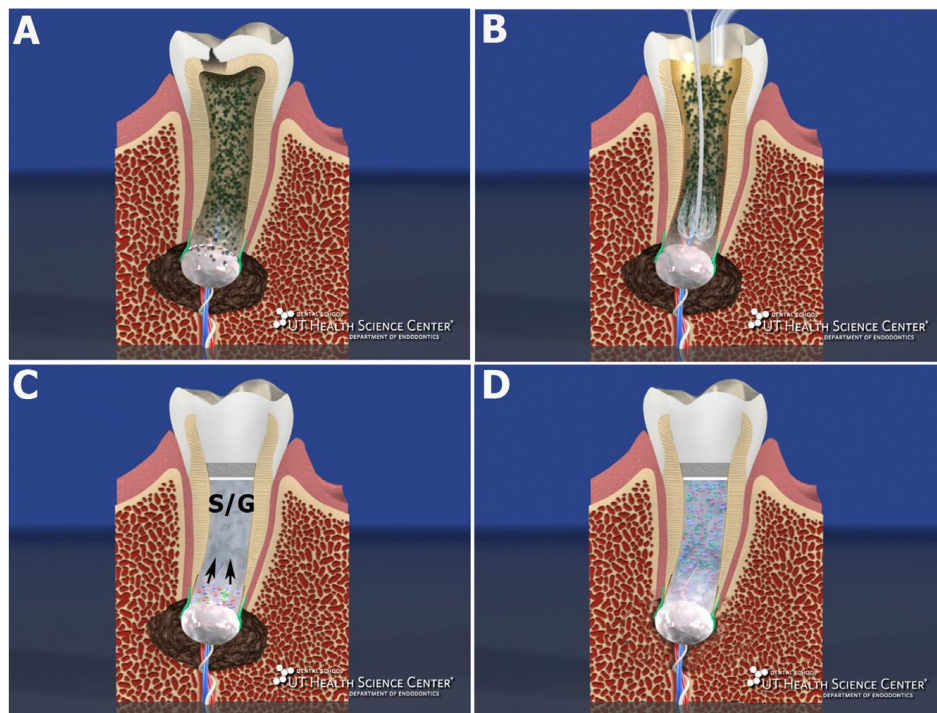 A
DENTAL SCHOOL
UT HEALTH SCIENCE CENTER®
DEPARTMENT OF ENDODONTICS
B
DENTAL SCHOOL
UT HEALTH SCIENCE CENTER®
DEPARTMENT OF ENDODONTICS
C
S/G
DENTAL SCHOOL
UT HEALTH SCIENCE CENTER®
DEPARTMENT OF ENDODONTICS
D
DENTAL SCHOOL
UT HEALTH SCIENCE CENTER®
DEPARTMENT OF ENDODONTICS